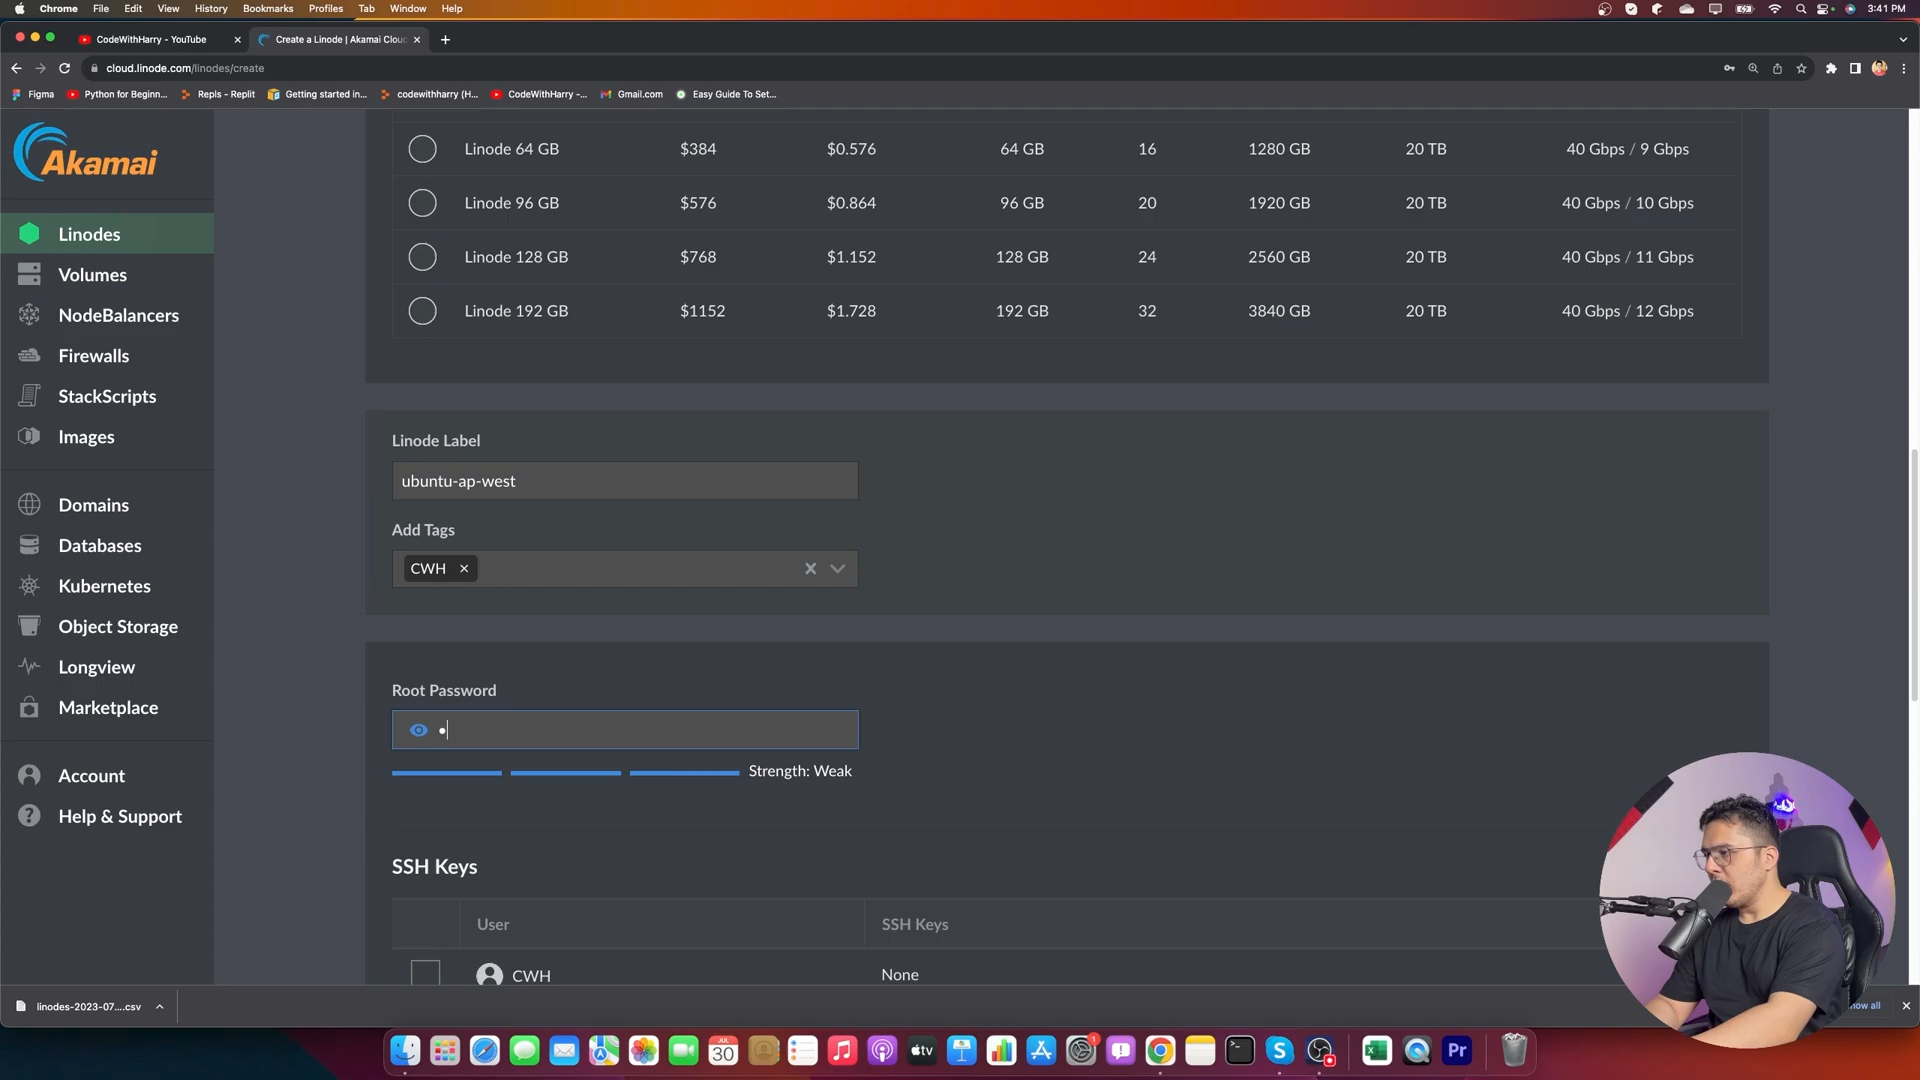 Chrome File Edit View History Bookmarks Profiles Tab Window Help 3:41 PM
CodeWithHarry - YouTube Create a Linode | Akamai Clou
cloud.linode.com/linodes/create
Figma Python for Beginn... Repls - Replit Getting started in... codewithharry (H... CodeWithHarry -... Gmail.com Easy Guide To Set...
Akamai
Linodes
Volumes
NodeBalancers
Firewalls
StackScripts
Images
Domains
Databases
Kubernetes
Object Storage
Longview
Marketplace
Account
Help & Support
Linode 64 GB $384 $0.576 64 GB 16 1280 GB 20 TB 40 Gbps / 9 Gbps
Linode 96 GB $576 $0.864 96 GB 20 1920 GB 20 TB 40 Gbps / 10 Gbps
Linode 128 GB $768 $1.152 128 GB 24 2560 GB 20 TB 40 Gbps / 11 Gbps
Linode 192 GB $1152 $1.728 192 GB 32 3840 GB 20 TB 40 Gbps / 12 Gbps
Linode Label
ubuntu-ap-west
Add Tags
CWH
Root Password
Strength: Weak
SSH Keys
User SSH Keys
CWH None
linodes-2023-07....csv
JUL
30
tv
Pr